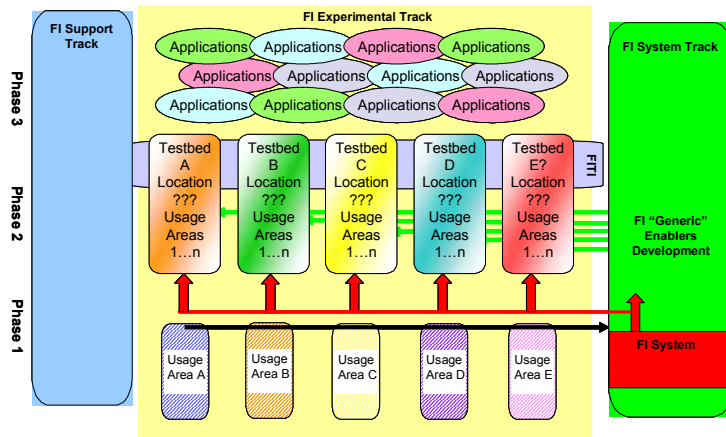 FI Experimental Track
FI Support
Track
FI System Track
Phase 3
Phase 2
Phase 1
Applications Applications Applications Applications
Applications Applications Applications Applications
Applications Applications Applications Applications
Testbed
A
Location
???
Usage
Areas
1…n
Testbed
B
Location
???
Usage
Areas
1…n
Testbed
C
Location
???
Usage
Areas
1…n
Testbed
D
Location
???
Usage
Areas
1…n
Testbed
E?
Location
???
Usage
Areas
1…n
FITI
FI “Generic”
Enablers
Development
FI System
Usage
Area A
Usage
Area B
Usage
Area C
Usage
Area D
Usage
Area E